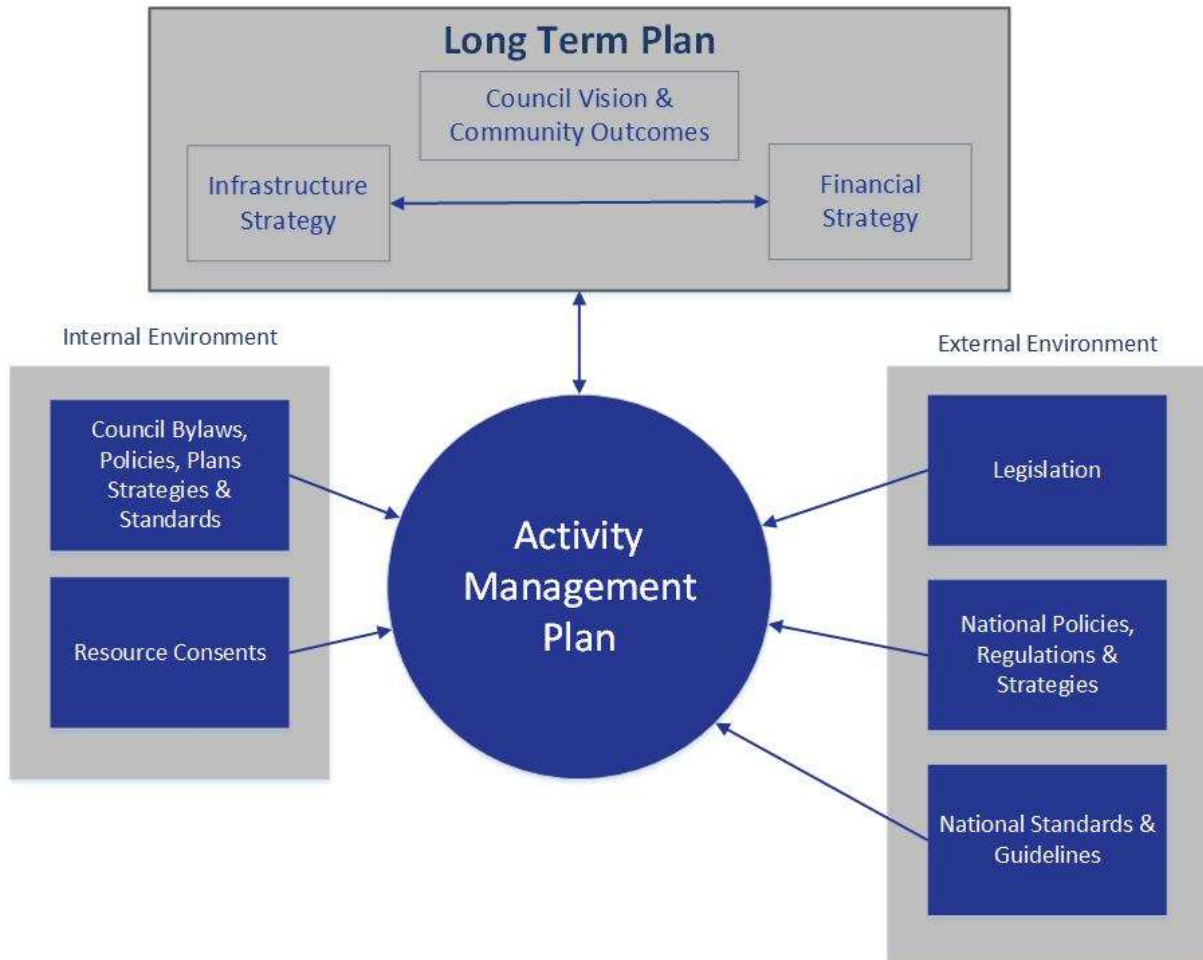 Long Term Plan
Council Vision &
Community Outcomes
Infrastructure
Strategy
Financial
Strategy
Internal Environment
External Environment
Council Bylaws,
Policies, Plans
Strategies &
Standards
Resource Consents
Activity
Management
Plan
Legislation
National Policies,
Regulations &
Strategies
National Standards &
Guidelines